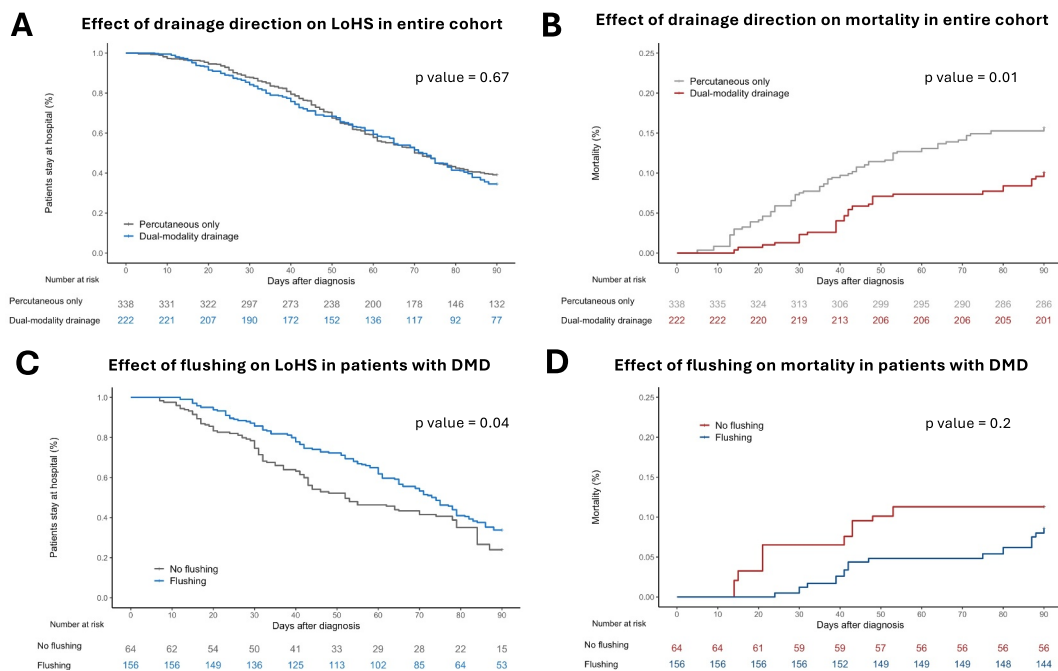 A
Effect of drainage direction on LoHS in entire cohort
p value = 0.67
Patients stay at hospital (%)
1.0
0.8
0.6
0.4
0.2
0.0
Percutaneous only
Dual-modality drainage
0 10 20 30 40 50 60 70 80 90
Number at risk
Days after diagnosis
Percutaneous only 338 331 322 297 273 238 200 178 146 132
Dual-modality drainage 222 221 207 190 172 152 136 117 92 77
B
Effect of drainage direction on mortality in entire cohort
p value = 0.01
Mortality (%)
0.25
0.20
0.15
0.10
0.05
0.00
Percutaneous only
Dual-modality drainage
0 10 20 30 40 50 60 70 80 90
Number at risk
Days after diagnosis
Percutaneous only 338 335 324 313 306 299 295 290 286 286
Dual-modality drainage 222 222 220 219 213 206 206 206 205 201
C
Effect of flushing on LoHS in patients with DMD
p value = 0.04
Patients stay at hospital (%)
1.0
0.8
0.6
0.4
0.2
No flushing
Flushing
0 10 20 30 40 50 60 70 80 90
Number at risk
Days after diagnosis
No flushing 64 62 54 50 41 33 29 28 22 15
Flushing 156 156 149 136 125 113 102 85 64 53
D
Effect of flushing on mortality in patients with DMD
p value = 0.2
Mortality (%)
0.25
0.20
0.15
0.10
0.05
0.00
No flushing
Flushing
0 10 20 30 40 50 60 70 80 90
Number at risk
Days after diagnosis
No flushing 64 64 61 59 59 57 56 56 56 56
Flushing 156 156 156 156 152 149 149 149 148 144